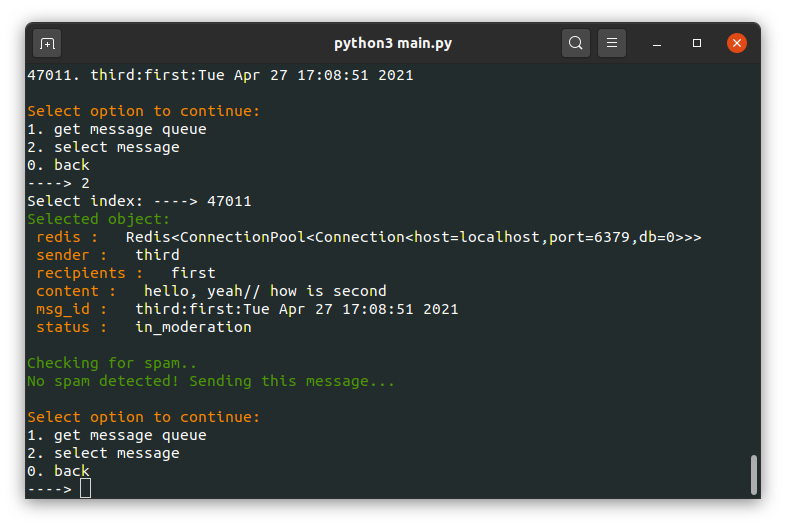 python3 main.py
47011. third:first:Tue Apr 27 17:08:51 2021
Select option to continue:
1. get message queue
2. select message
0. back
----> 2
Select index: ----> 47011
Selected object:
redis :   Redis<ConnectionPool<Connection<host=localhost,port=6379,db=0>>>
sender :   third
recipients :   first
content :   hello, yeah// how is second
msg_id :   third:first:Tue Apr 27 17:08:51 2021
status :   in_moderation
Checking for spam..
No spam detected! Sending this message...
Select option to continue:
1. get message queue
2. select message
0. back
---->